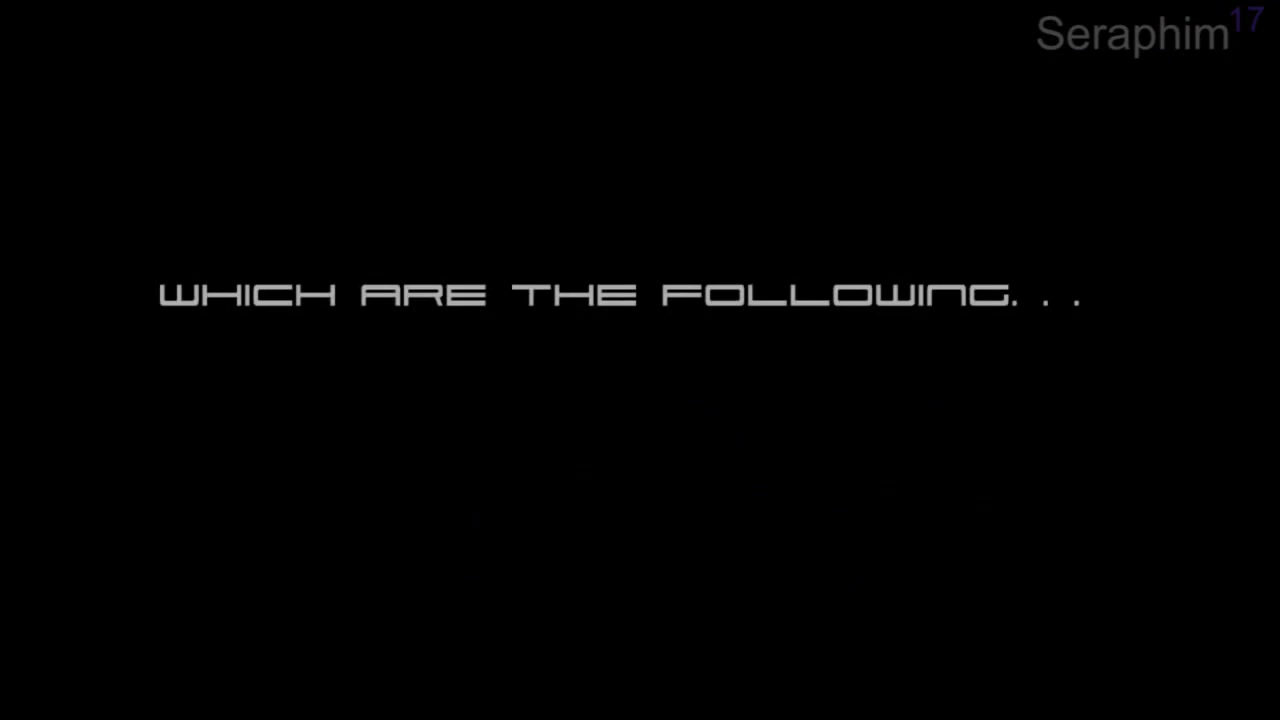 Seraphim17
WHICH ARE THE FOLLOWING. . .